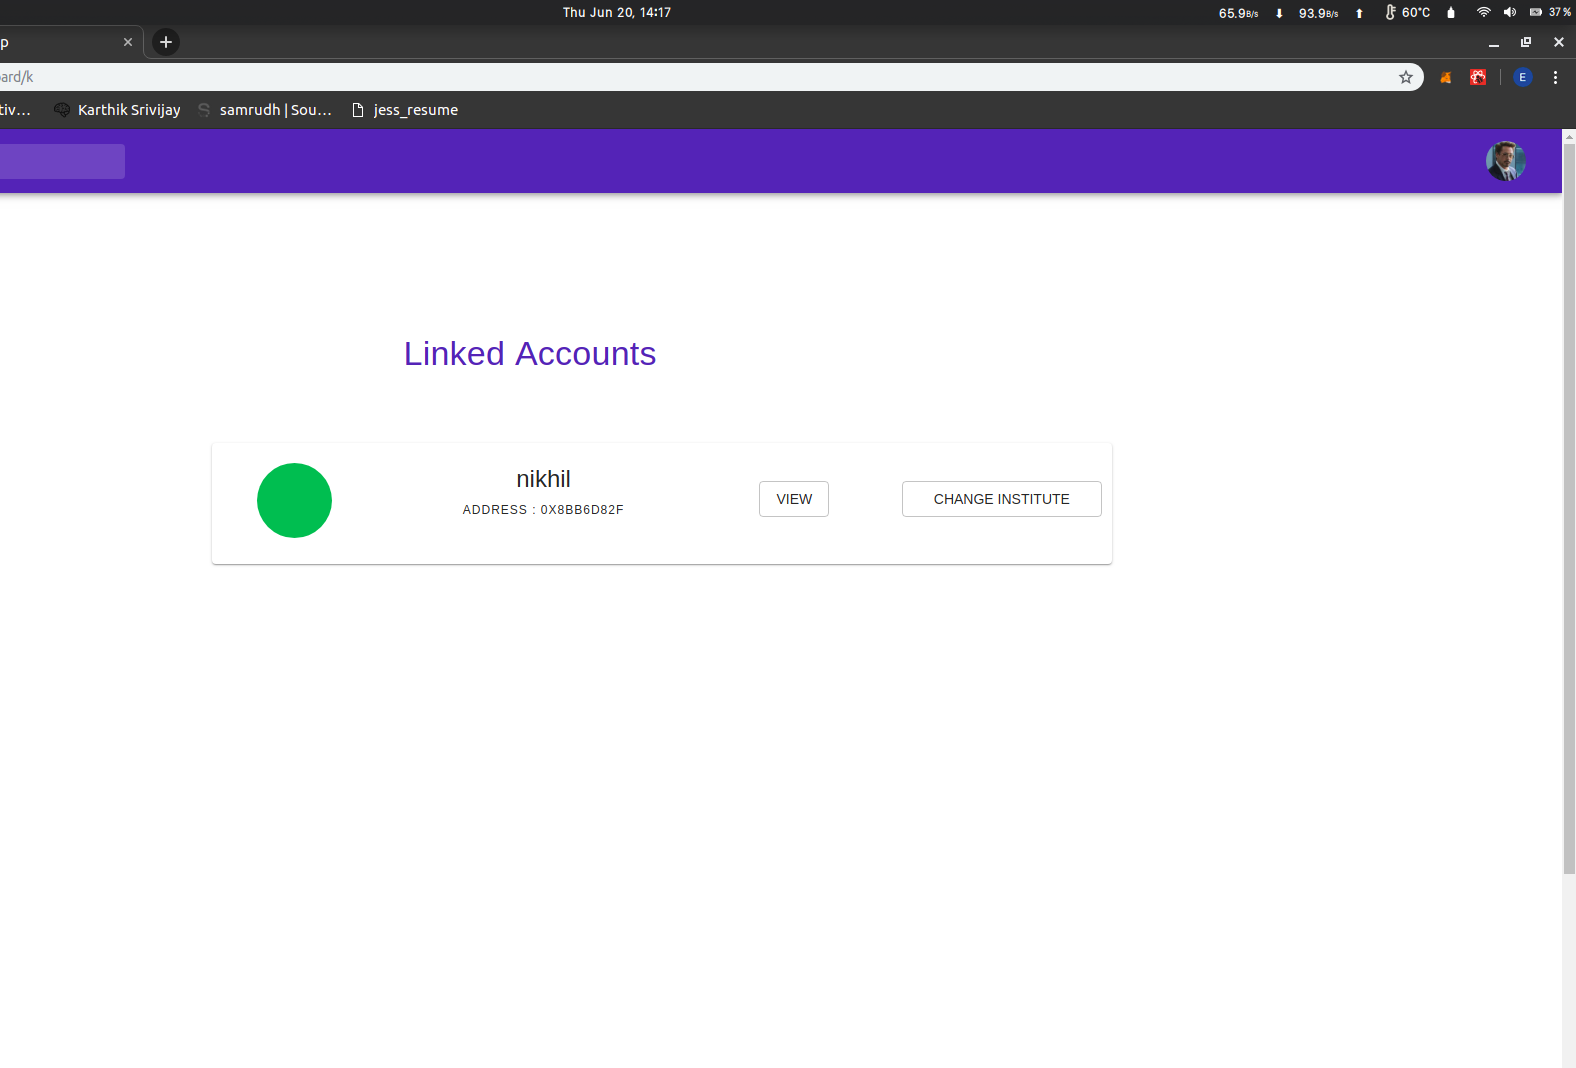 Thu Jun 20, 14:17
65.9B/s
93.9B/s
60°C
37%
p
ard/k
E
tiv...
Karthik Srivijay
samrudh | Sou...
jess_resume
Linked Accounts
nikhil
ADDRESS : 0X8BB6D82F
VIEW
CHANGE INSTITUTE